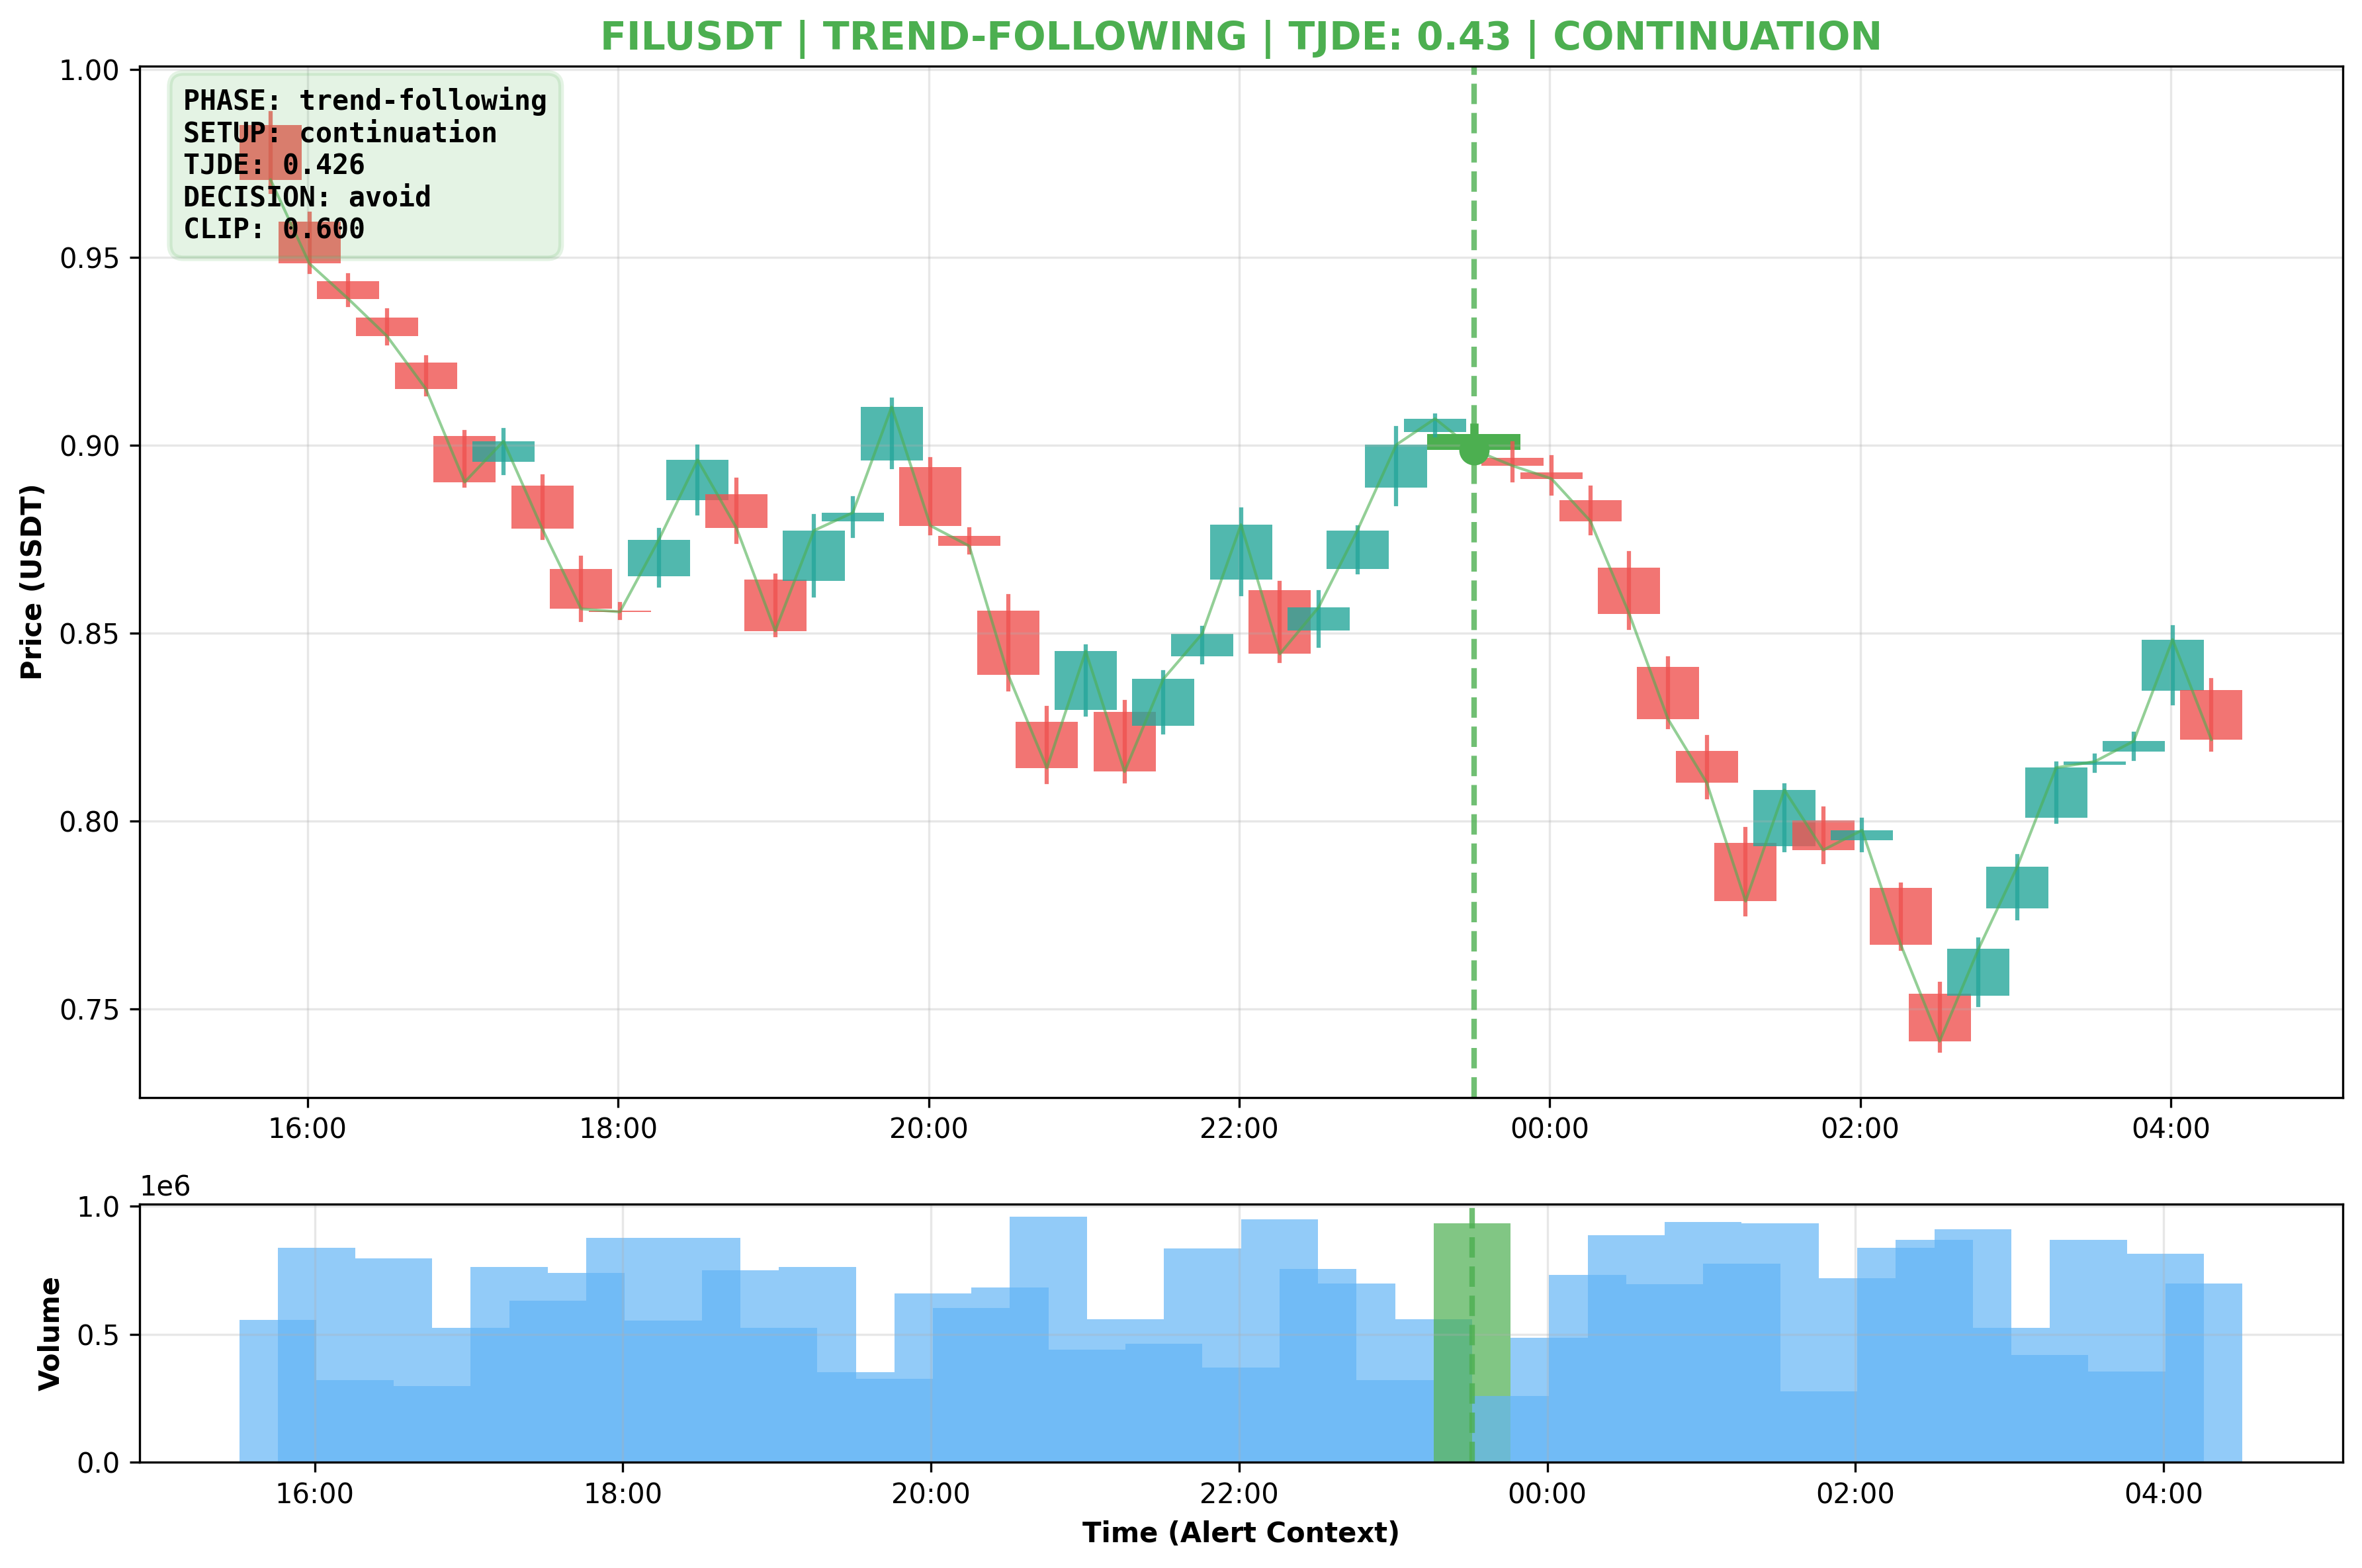 FILUSDT | TREND-FOLLOWING | TJDE: 0.43 | CONTINUATION
PHASE: trend-following
SETUP: continuation
TJDE: 0.426
DECISION: avoid
CLIP: 0.600
Price (USDT)
1.00
0.95
0.90
0.85
0.80
0.75
16:00 18:00 20:00 22:00 00:00 02:00 04:00
1e6
Volume
1.0
0.5
0.0
16:00 18:00 20:00 22:00 00:00 02:00 04:00
Time (Alert Context)